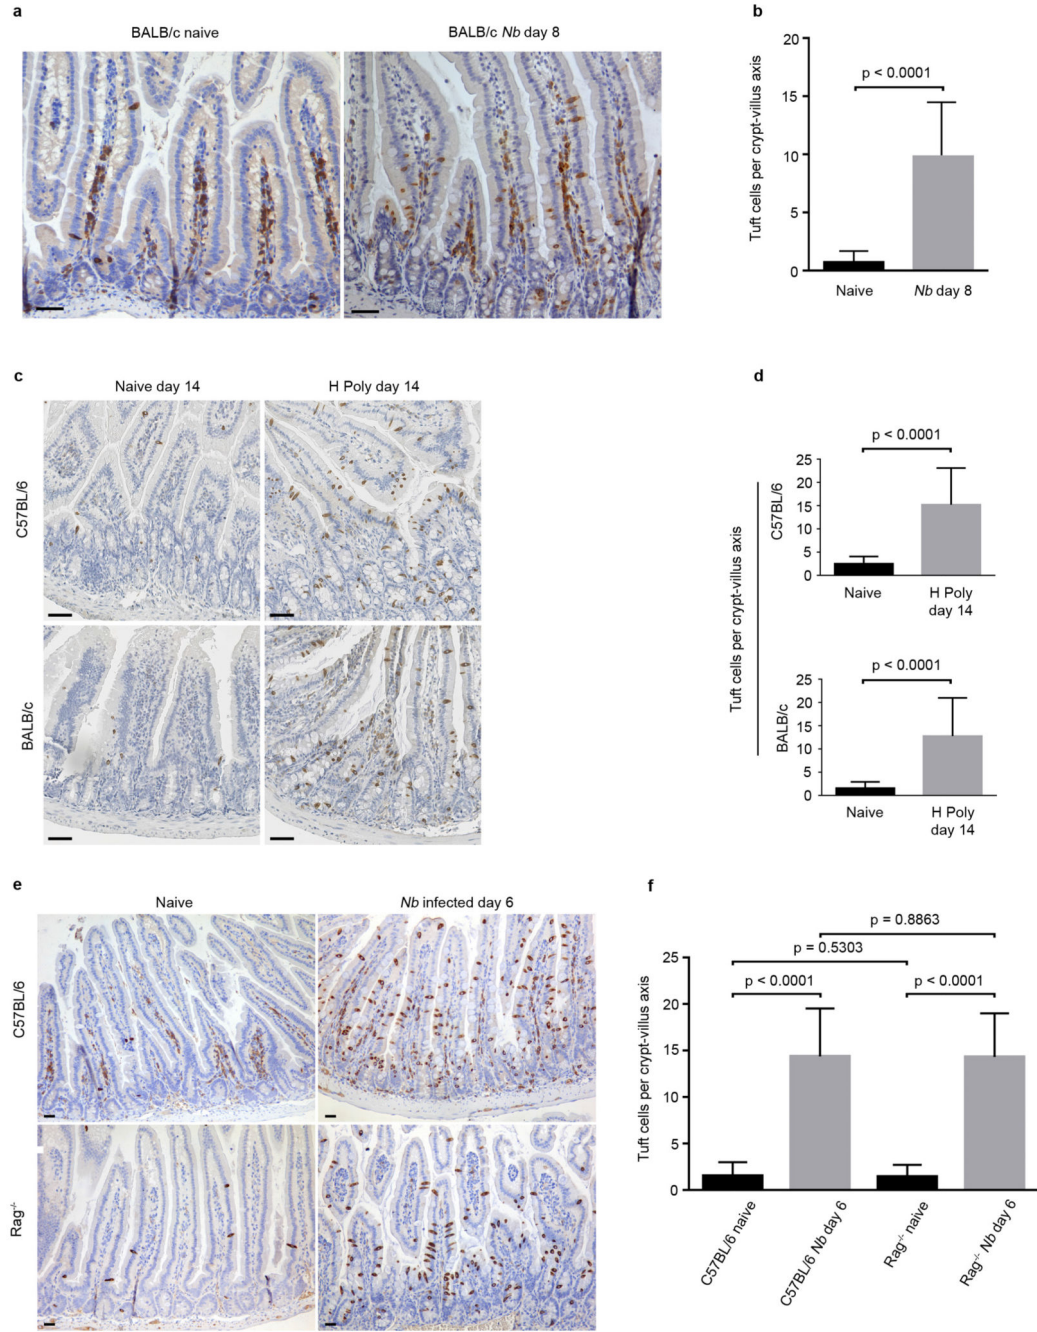 a
BALB/c naive
BALB/c Nb day 8
b
Tuft cells per crypt-villus axis
20
15
10
5
0
p < 0.0001
Naive
Nb day 8
c
Naive day 14
H Poly day 14
C57BL/6
BALB/c
d
Tuft cells per crypt-villus axis
C57BL/6
p < 0.0001
25
20
15
10
5
0
Naive
H Poly
day 14
BALB/c
p < 0.0001
25
20
15
10
5
0
Naive
H Poly
day 14
e
Naive
Nb infected day 6
C57BL/6
Rag-/-
f
p = 0.8863
p = 0.5303
p < 0.0001
p < 0.0001
Tuft cells per crypt-villus axis
25
20
15
10
5
0
C57BL/6 naive
C57BL/6 Nb day 6
Rag-/- naive
Rag-/- Nb day 6